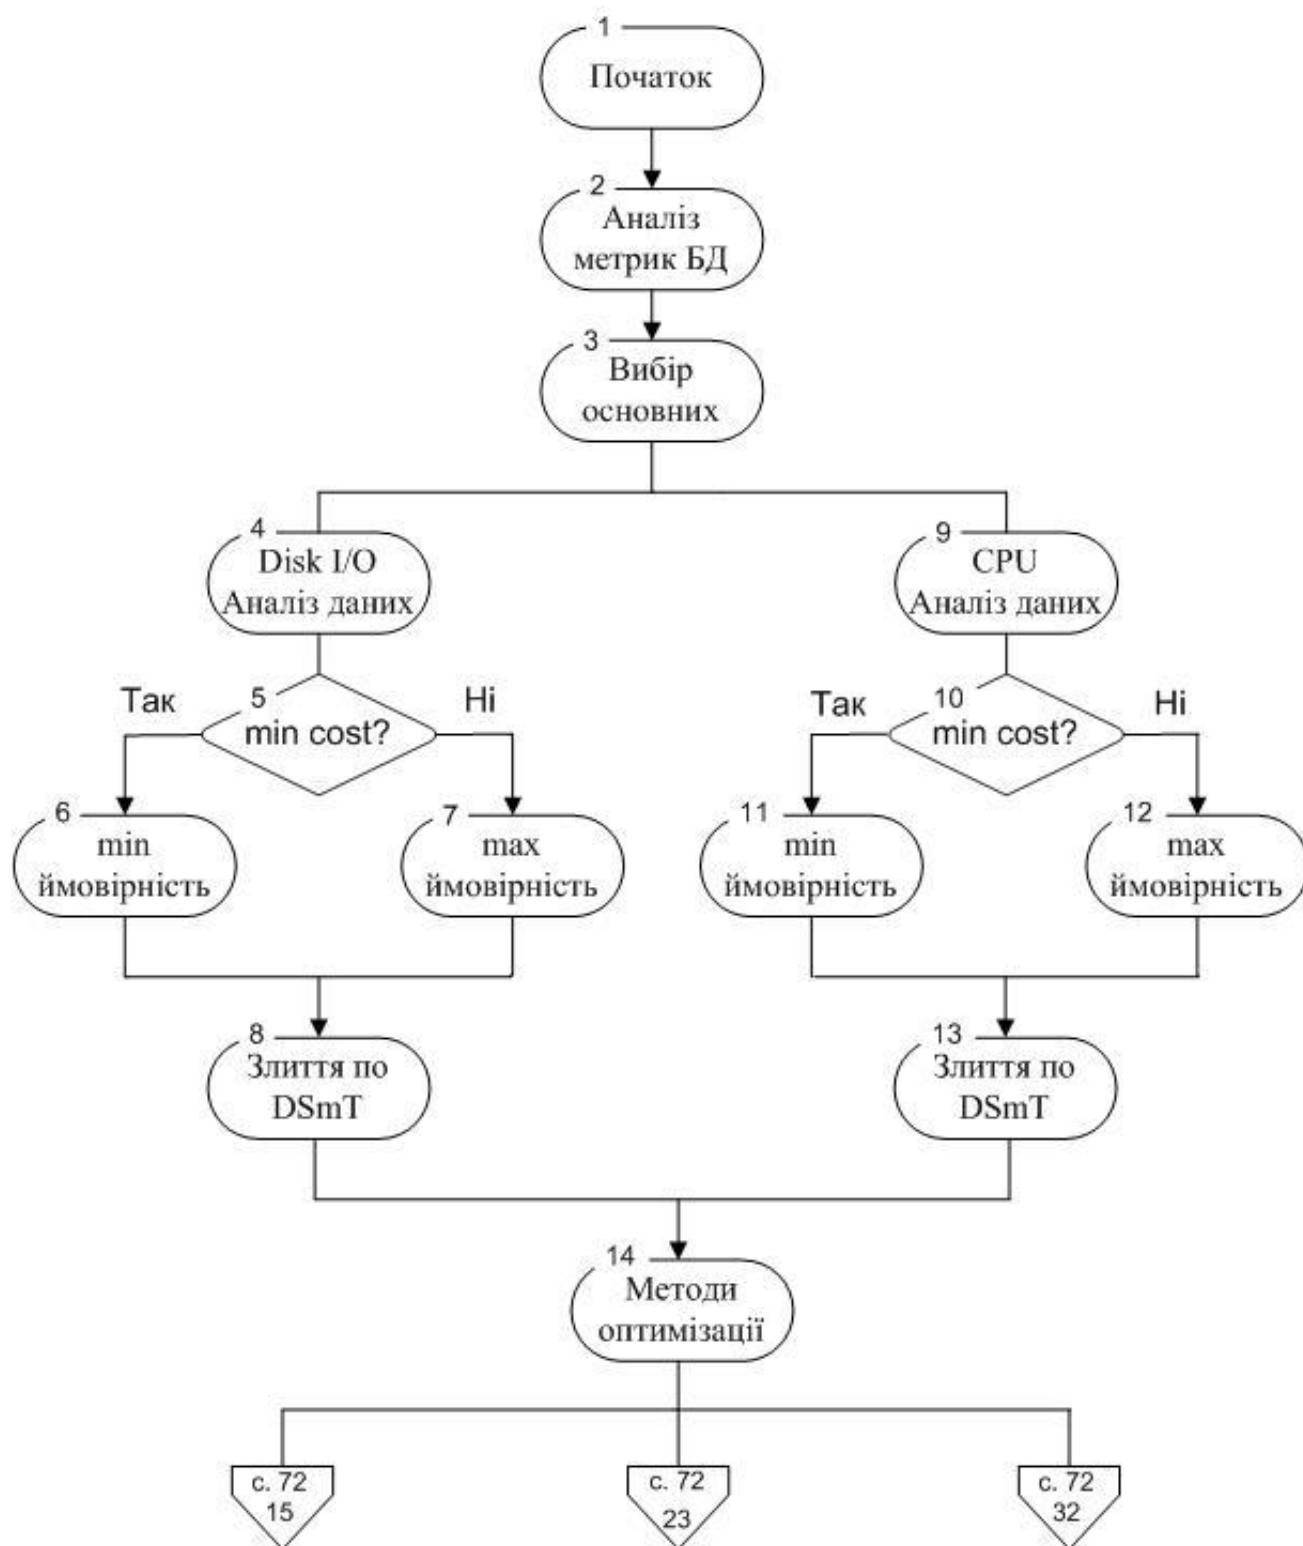 1
Початок
2
Аналіз
метрик БД
3
Вибір
основних
4
Disk I/O
Аналіз даних
9
CPU
Аналіз даних
Так
5
min cost?
Ні
Так
10
min cost?
Ні
6
min
ймовірність
7
max
ймовірність
11
min
ймовірність
12
max
ймовірність
8
Злиття по
DSmT
13
Злиття по
DSmT
14
Методи
оптимізації
с. 72
15
с. 72
23
с. 72
32